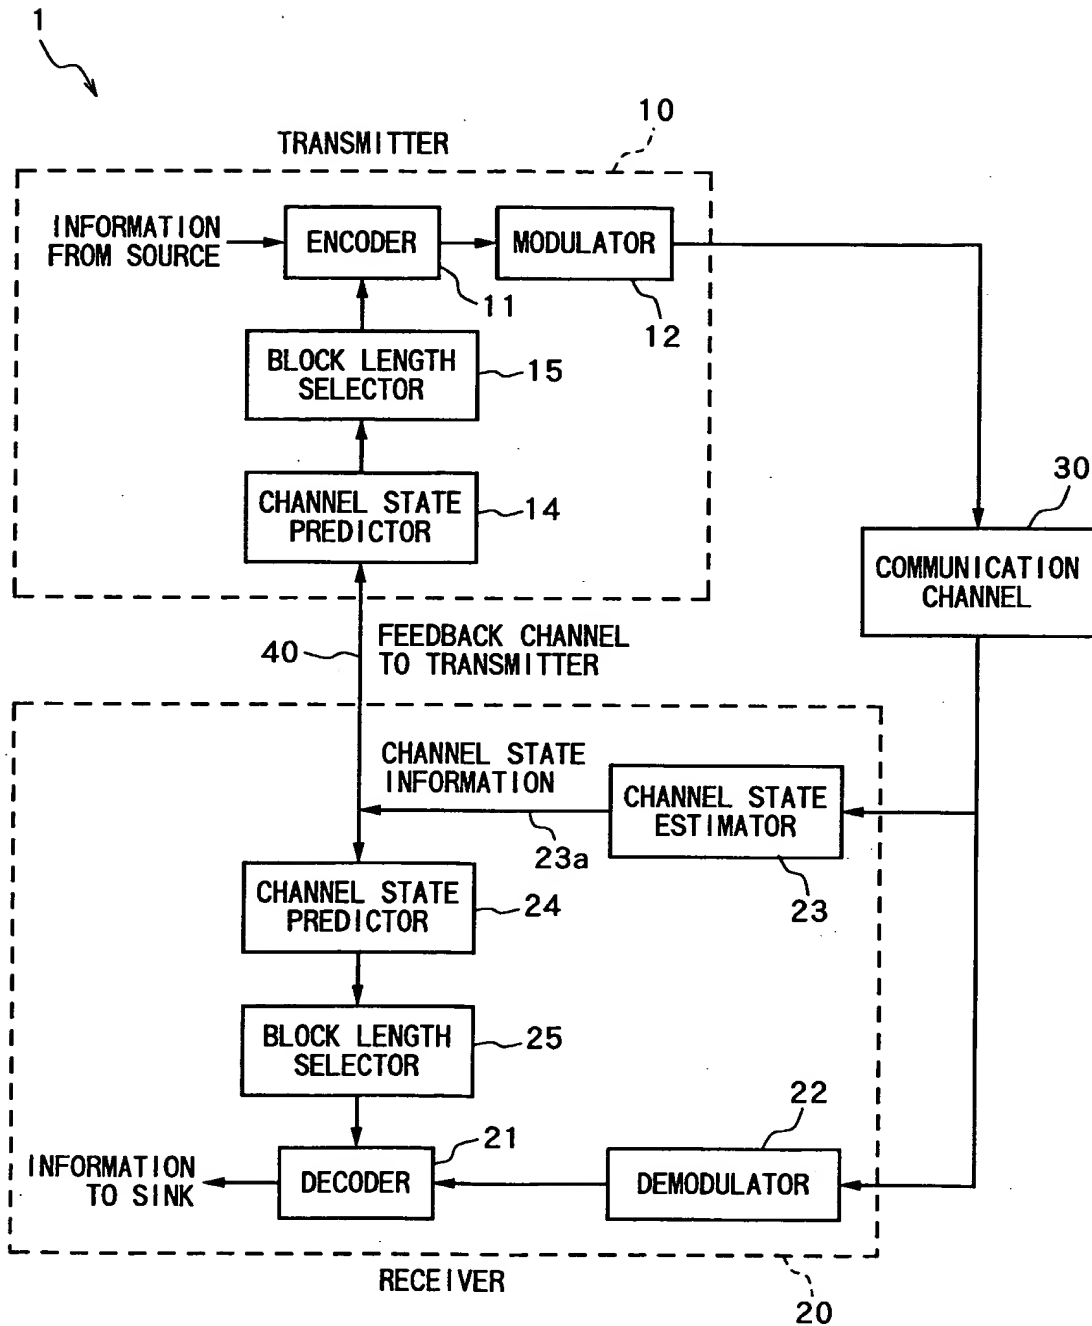 1
TRANSMITTER
10
INFORMATION
FROM SOURCE
ENCODER
11
MODULATOR
12
BLOCK LENGTH
SELECTOR
15
CHANNEL STATE
PREDICTOR
14
30
COMMUNICATION
CHANNEL
40
FEEDBACK CHANNEL
TO TRANSMITTER
CHANNEL STATE
INFORMATION
23a
CHANNEL STATE
ESTIMATOR
23
CHANNEL STATE
PREDICTOR
24
BLOCK LENGTH
SELECTOR
25
22
21
INFORMATION
TO SINK
DECODER
DEMODULATOR
RECEIVER
20